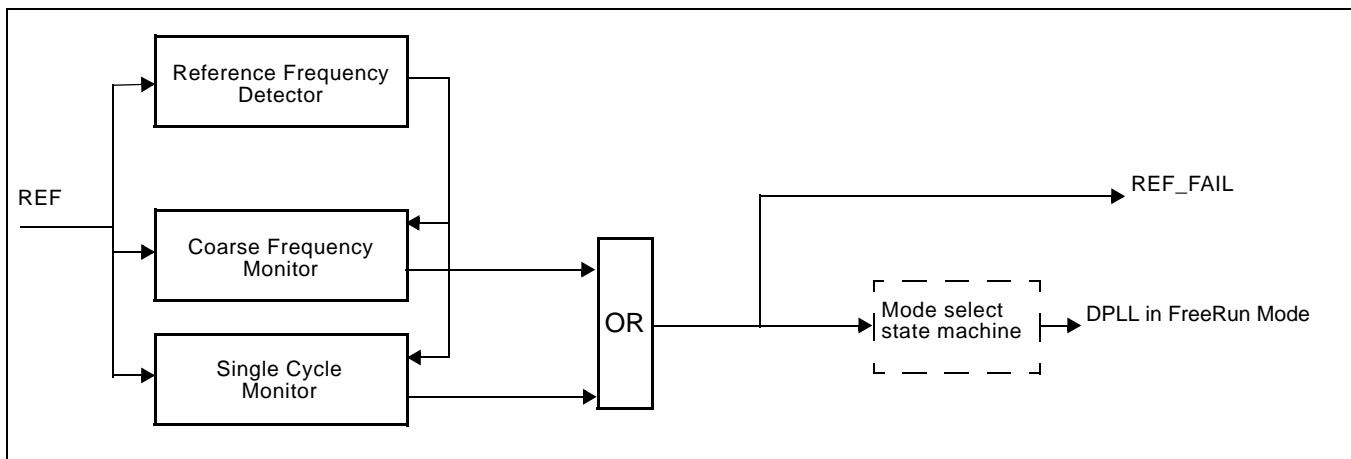 Reference Frequency
Detector
REF
REF_FAIL
Coarse Frequency
Monitor
OR
Mode select
state machine
DPLL in FreeRun Mode
Single Cycle
Monitor